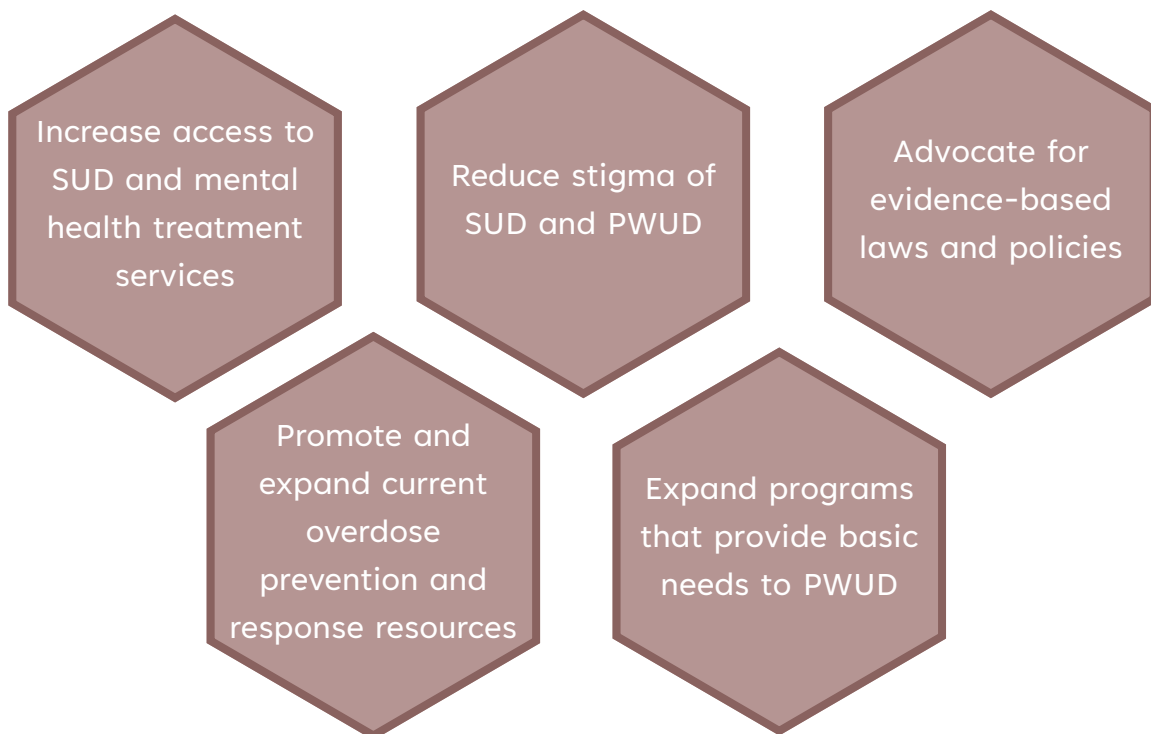 Increase access to
SUD and mental
health treatment
services
Reduce stigma of
SUD and PWUD
Advocate for
evidence-based
laws and policies
Promote and
expand current
overdose
prevention and
response resources
Expand programs
that provide basic
needs to PWUD